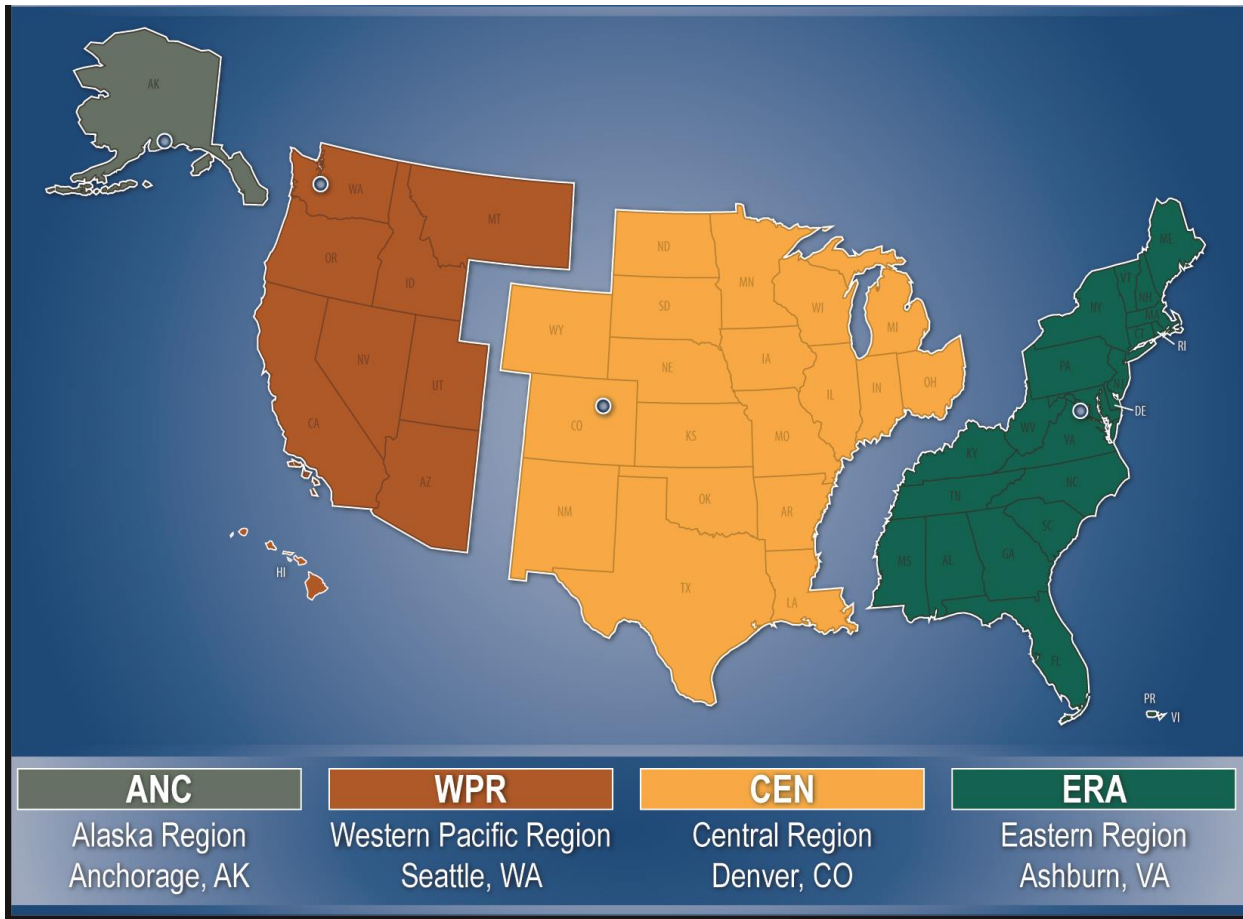 AK
WA
MT
OR
ID
NV
UT
CA
AZ
HI
ND
MN
SD
WI
MI
WY
NE
IA
IL
IN
OH
CO
KS
MO
NM
OK
AR
TX
LA
ME
VT
NH
NY
MA
CT
RI
PA
NJ
DE
WV
VA
KY
TN
NC
SC
MS
AL
GA
FL
PR
VI
ANC
Alaska Region
Anchorage, AK
WPR
Western Pacific Region
Seattle, WA
CEN
Central Region
Denver, CO
ERA
Eastern Region
Ashburn, VA